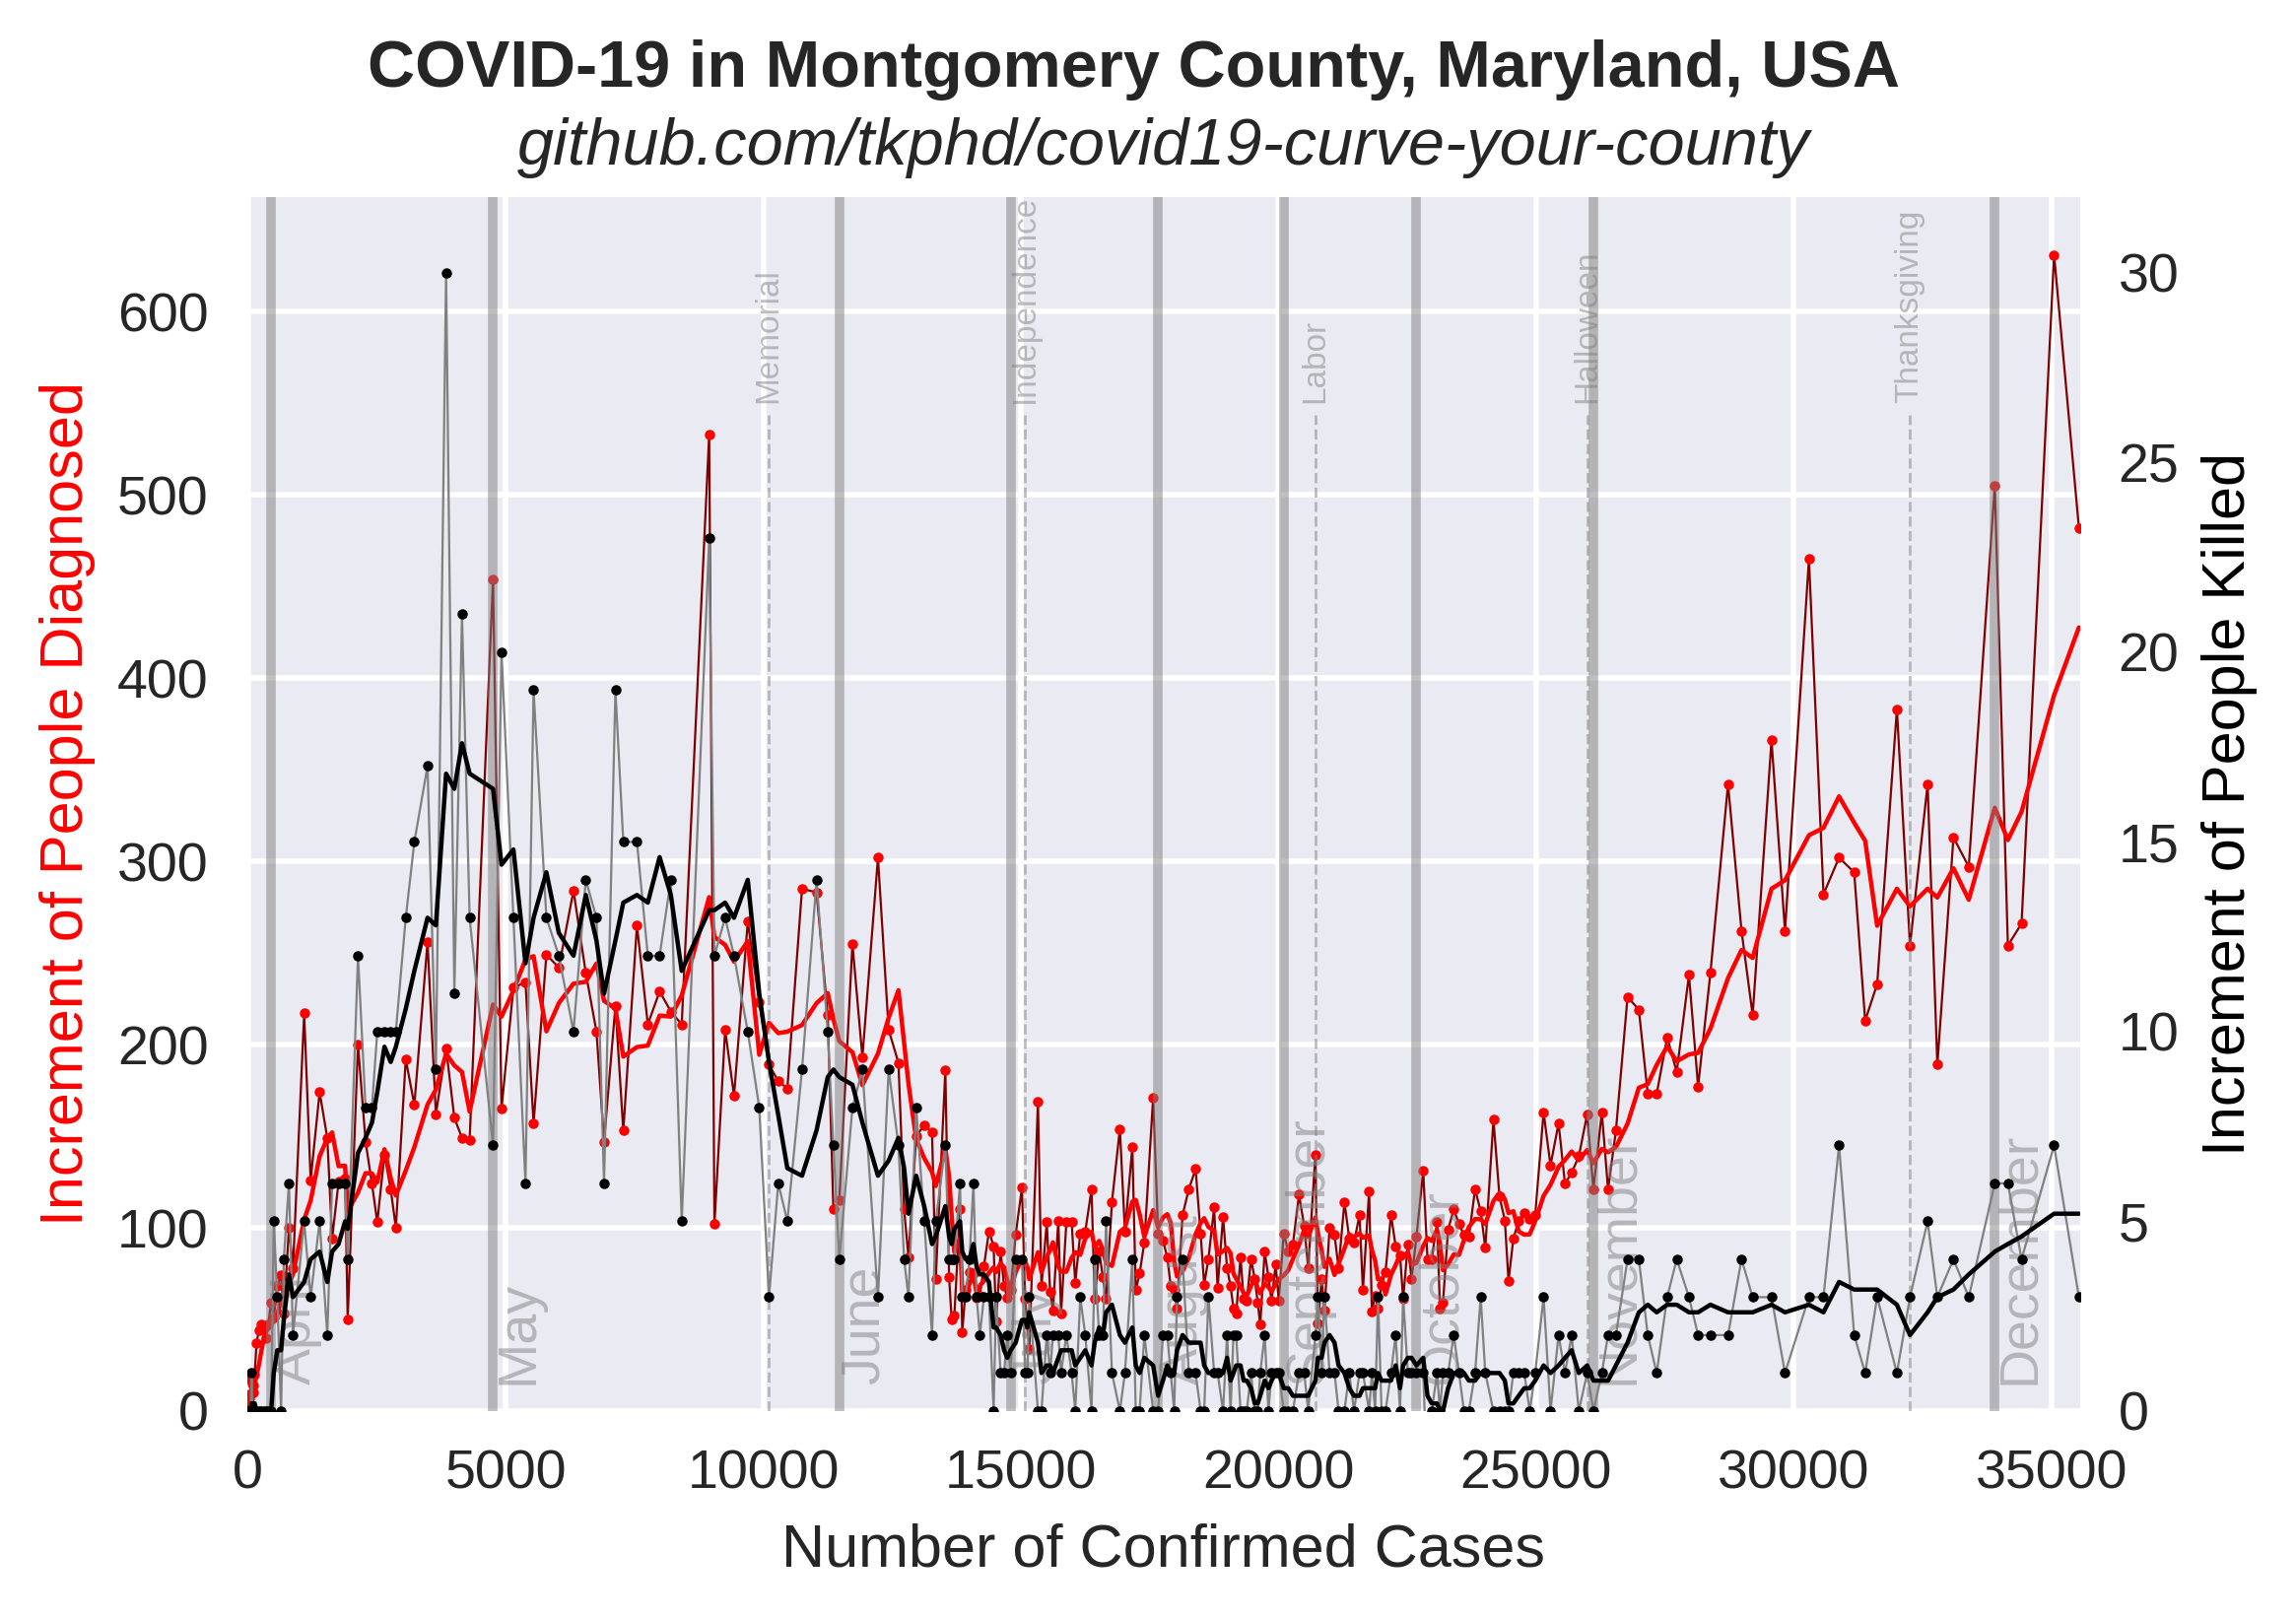 COVID-19 in Montgomery County, Maryland, USA
github.com/tkphd/covid19-curve-your-county
Increment of People Diagnosed
600
500
400
300
200
100
0
Memorial
Independence
Labor
Halloween
Thanksgiving
April
May
June
July
August
September
October
November
December
30
25
20
15
10
5
0
Increment of People Killed
0 5000 10000 15000 20000 25000 30000 35000
Number of Confirmed Cases